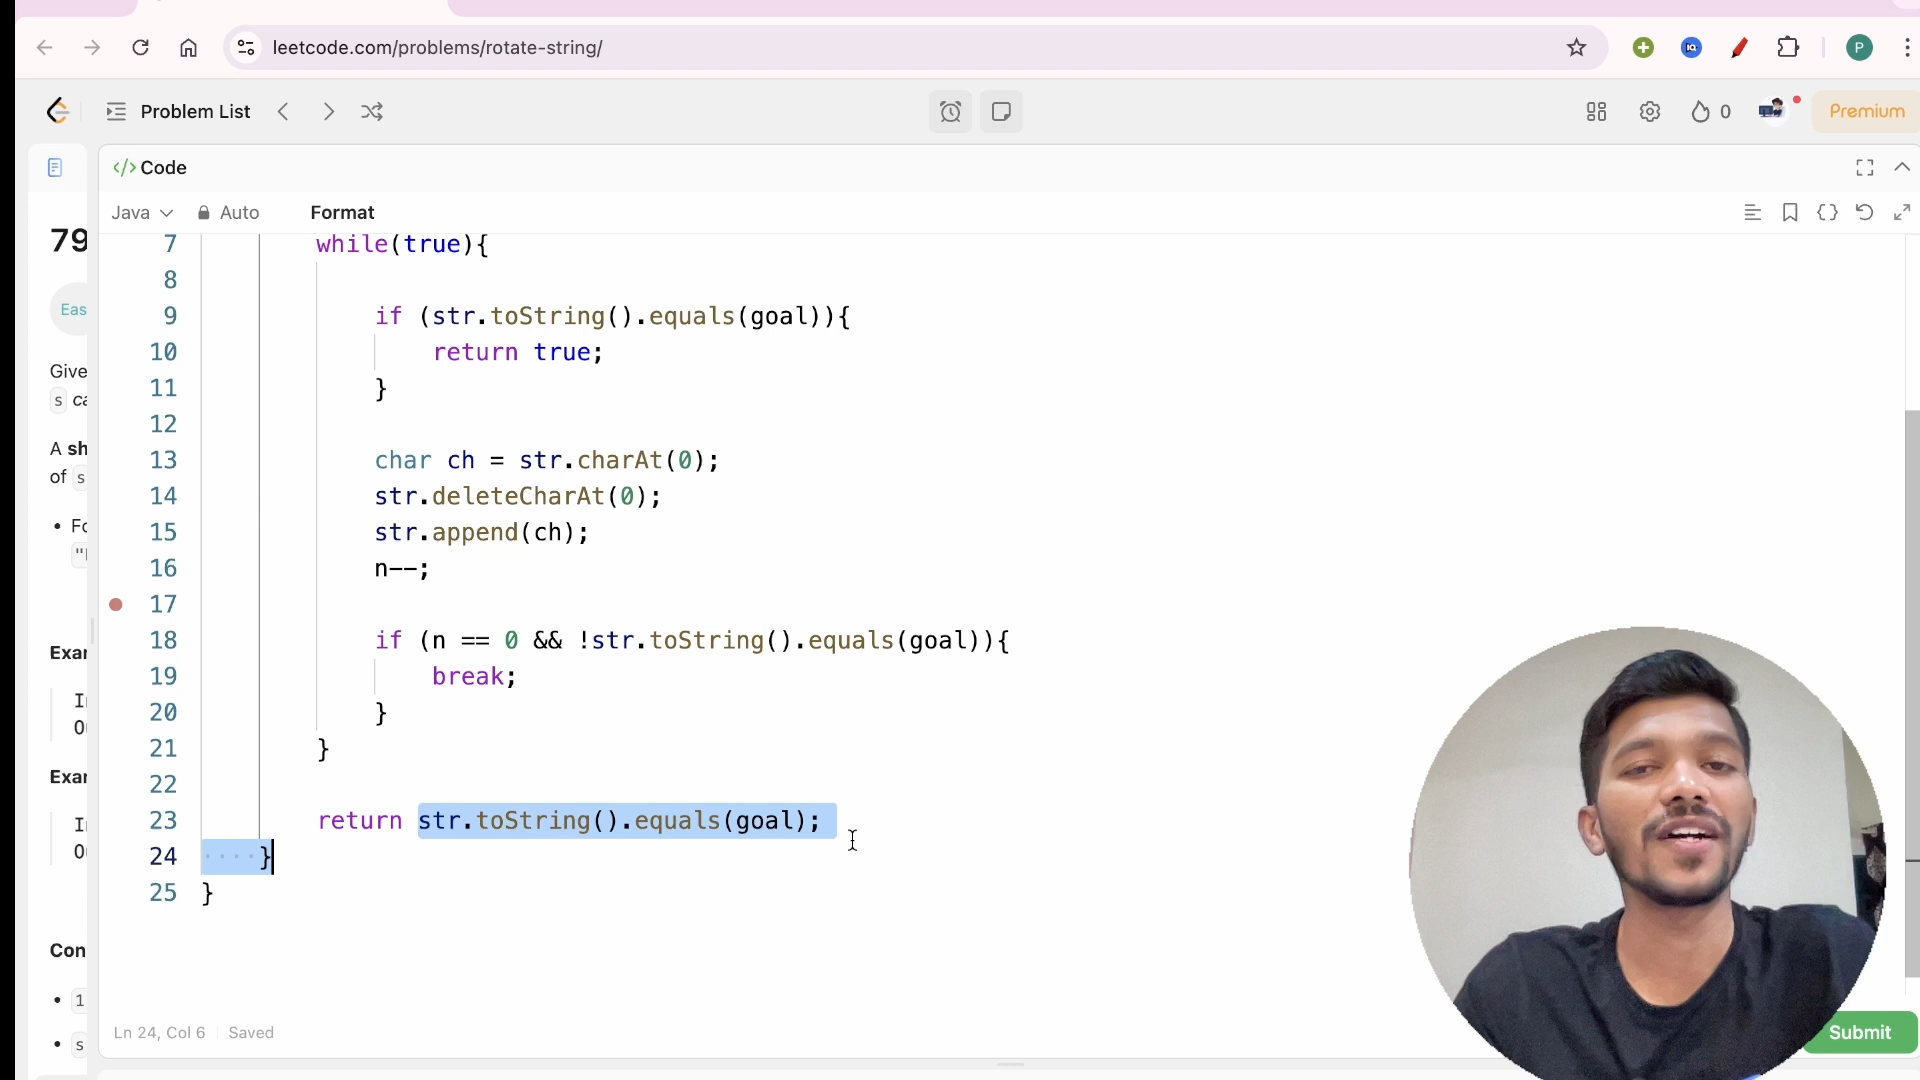 leetcode.com/problems/rotate-string/
P
Problem List
0
Premium
</> Code
Java
Auto
Format
79
Eas
Give
s ca
A sh
of s
Exar
Exar
Con
1
s
7 while(true){
8
9 if (str.toString().equals(goal)){
10 return true;
11 }
12
13 char ch = str.charAt(0);
14 str.deleteCharAt(0);
15 str.append(ch);
16 n--;
17
18 if (n == 0 && !str.toString().equals(goal)){
19 break;
20 }
21 }
22
23 return str.toString().equals(goal);
24 }
25 }
Ln 24, Col 6
Saved
Submit